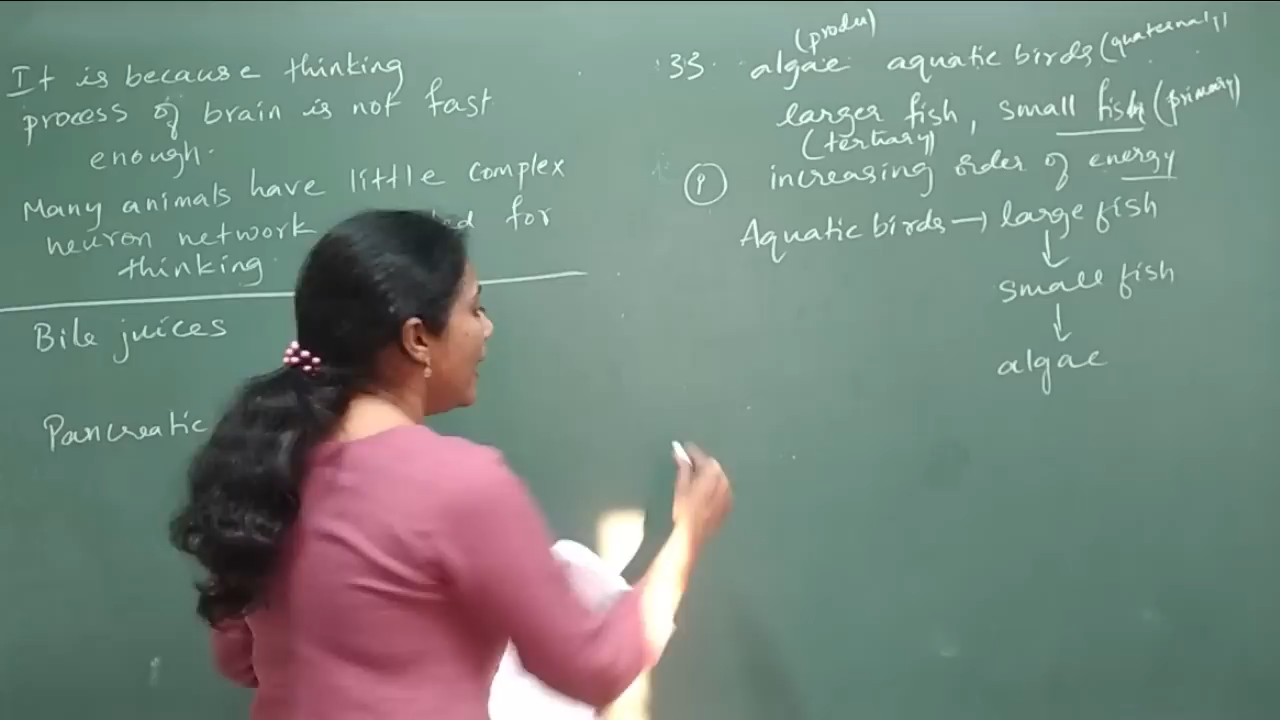 It is because thinking
process of brain is not fast
enough.
Many animals have little complex
neuron network for
thinking.
Bile juices
Pancreatic
(produ)
33. algae aquatic birds (quaternary)
larger fish, small fish (primary)
(tertiary)
(i) increasing order of energy
Aquatic birds → large fish
↓
small fish
↓
algae